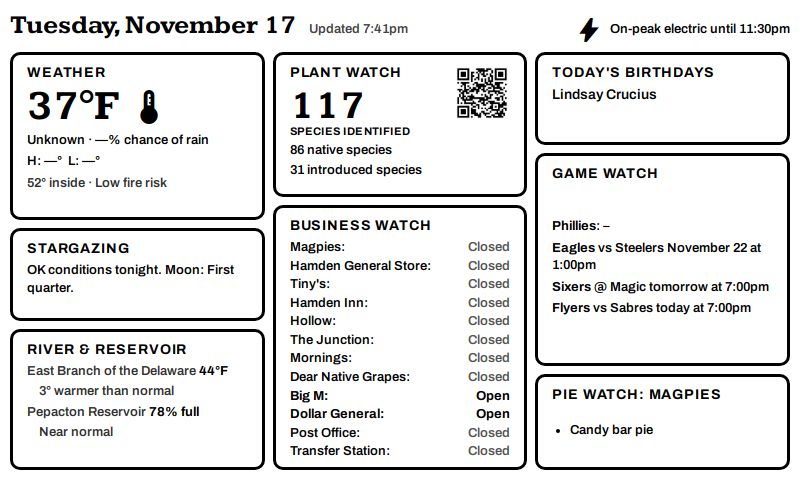 Tuesday, November 17 Updated 7:41pm
On-peak electric until 11:30pm
WEATHER
37°F
Unknown · —% chance of rain
H: —° L: —°
52° inside · Low fire risk
STARGAZING
OK conditions tonight. Moon: First
quarter.
RIVER & RESERVOIR
East Branch of the Delaware 44°F
3° warmer than normal
Pepacton Reservoir 78% full
Near normal
PLANT WATCH
117
SPECIES IDENTIFIED
86 native species
31 introduced species
BUSINESS WATCH
Magpies: Closed
Hamden General Store: Closed
Tiny's: Closed
Hamden Inn: Closed
Hollow: Closed
The Junction: Closed
Mornings: Closed
Dear Native Grapes: Closed
Big M: Open
Dollar General: Open
Post Office: Closed
Transfer Station: Closed
TODAY'S BIRTHDAYS
Lindsay Crucius
GAME WATCH
Phillies: –
Eagles vs Steelers November 22 at
1:00pm
Sixers @ Magic tomorrow at 7:00pm
Flyers vs Sabres today at 7:00pm
PIE WATCH: MAGPIES
• Candy bar pie